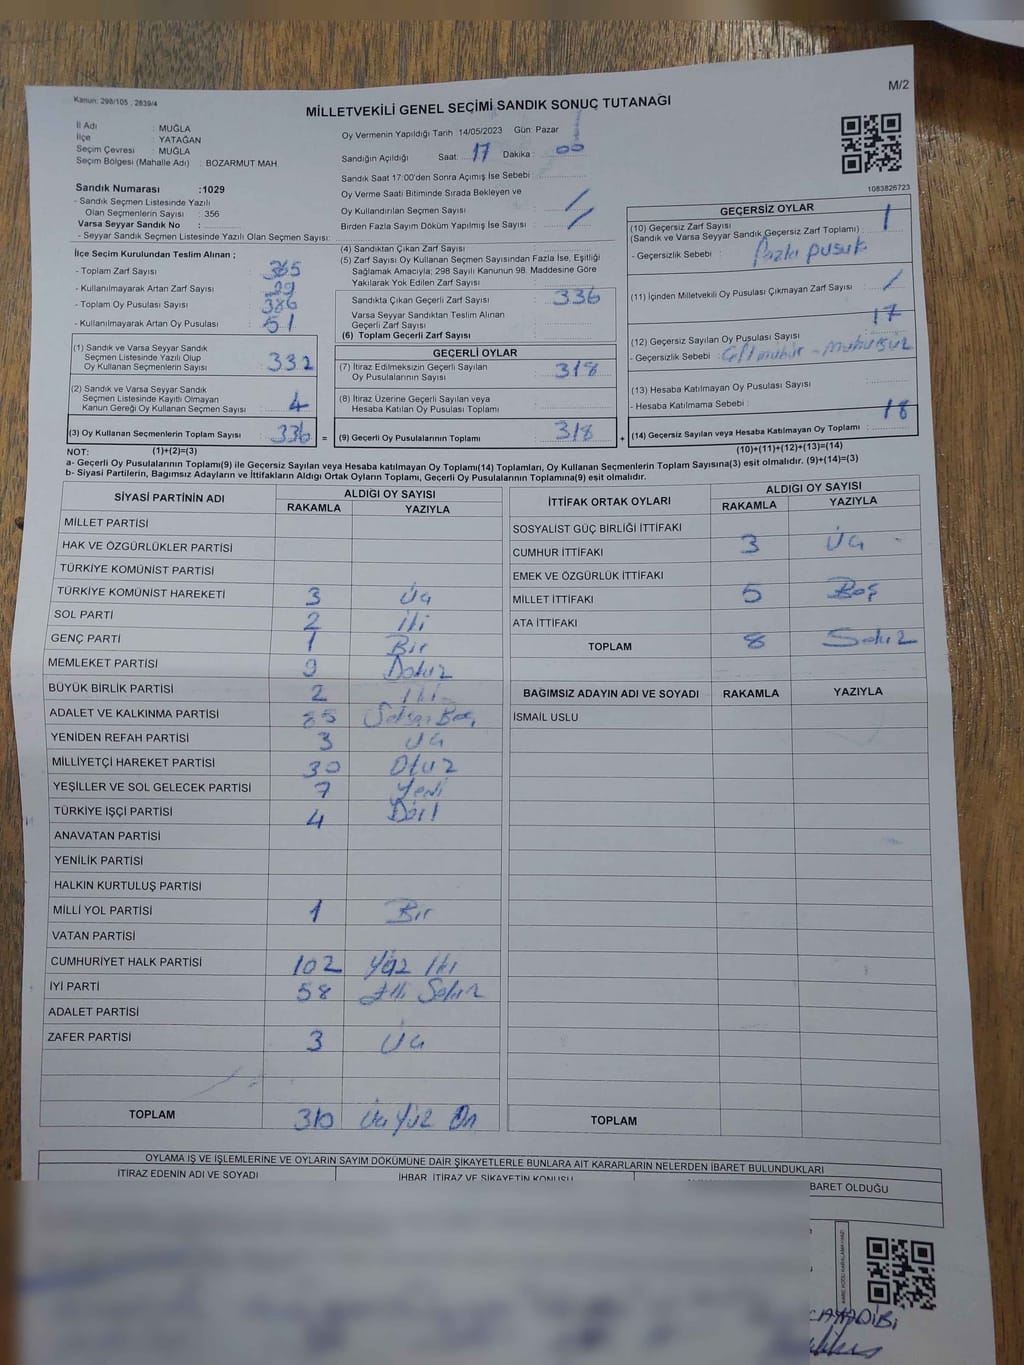 M/2
Kanun: 298/105 , 2839/4
MİLLETVEKİLİ GENEL SEÇİMİ SANDIK SONUÇ TUTANAĞI
İl Adı : MUĞLA
İlçe : YATAĞAN
Seçim Çevresi : MUĞLA
Seçim Bölgesi (Mahalle Adı) : BOZARMUT MAH.
Sandık Numarası :1029
- Sandık Seçmen Listesinde Yazılı
Olan Seçmenlerin Sayısı : 356
Varsa Seyyar Sandık No :
- Seyyar Sandık Seçmen Listesinde Yazılı Olan Seçmen Sayısı:
Oy Vermenin Yapıldığı Tarih 14/05/2023 Gün: Pazar
Sandığın Açıldığı Saat: 17 Dakika : 00
Sandık Saat 17:00'den Sonra Açımış İse Sebebi :
Oy Verme Saati Bitiminde Sırada Bekleyen ve
Oy Kullandırılan Seçmen Sayısı /
Birden Fazla Sayım Döküm Yapılmış İse Sayısı : /
1083826723
İlçe Seçim Kurulundan Teslim Alınan ;
- Toplam Zarf Sayısı : 365
- Kullanılmayarak Artan Zarf Sayısı : 29
- Toplam Oy Pusulası Sayısı : 386
- Kullanılmayarak Artan Oy Pusulası : 51
(1) Sandık ve Varsa Seyyar Sandık
Seçmen Listesinde Yazılı Olup
Oy Kullanan Seçmenlerin Sayısı : 332
(2) Sandık ve Varsa Seyyar Sandık
Seçmen Listesinde Kayıtlı Olmayan
Kanun Gereği Oy Kullanan Seçmen Sayısı : 4
(3) Oy Kullanan Seçmenlerin Toplam Sayısı : 336 =
(4) Sandıktan Çıkan Zarf Sayısı :
(5) Zarf Sayısı Oy Kullanan Seçmen Sayısından Fazla İse, Eşitliği
Sağlamak Amacıyla; 298 Sayılı Kanunun 98. Maddesine Göre
Yakılarak Yok Edilen Zarf Sayısı :
Sandıkta Çıkan Geçerli Zarf Sayısı : 336
Varsa Seyyar Sandıktan Teslim Alınan
Geçerli Zarf Sayısı :
(6) Toplam Geçerli Zarf Sayısı :
GEÇERLİ OYLAR
(7) İtiraz Edilmeksizin Geçerli Sayılan
Oy Pusulalarının Sayısı : 318
(8) İtiraz Üzerine Geçerli Sayılan veya
Hesaba Katılan Oy Pusulası Toplamı :
(9) Geçerli Oy Pusulalarının Toplamı : 318 +
GEÇERSİZ OYLAR
(10) Geçersiz Zarf Sayısı 1
(Sandık ve Varsa Seyyar Sandık Geçersiz Zarf Toplamı) :
- Geçersizlik Sebebi : fazla pusula
(11) İçinden Milletvekili Oy Pusulası Çıkmayan Zarf Sayısı : /
(12) Geçersiz Sayılan Oy Pusulası Sayısı : 17
- Geçersizlik Sebebi : Çift mühür - Mühürsüz
(13) Hesaba Katılmayan Oy Pusulası Sayısı :
- Hesaba Katılmama Sebebi :
(14) Geçersiz Sayılan veya Hesaba Katılmayan Oy Toplamı : 18
NOT: (1)+(2)=(3)
(10)+(11)+(12)+(13)=(14)
a- Geçerli Oy Pusulalarının Toplamı(9) ile Geçersiz Sayılan veya Hesaba katılmayan Oy Toplamı(14) Toplamları, Oy Kullanan Seçmenlerin Toplam Sayısına(3) eşit olmalıdır. (9)+(14)=(3)
b- Siyasi Partilerin, Bağımsız Adayların ve İttifakların Aldığı Ortak Oyların Toplamı, Geçerli Oy Pusulalarının Toplamına(9) eşit olmalıdır.
SİYASİ PARTİNİN ADI ALDIĞI OY SAYISI
RAKAMLA YAZIYLA
MİLLET PARTİSİ
HAK VE ÖZGÜRLÜKLER PARTİSİ
TÜRKİYE KOMÜNİST PARTİSİ
TÜRKİYE KOMÜNİST HAREKETİ 3 Üç
SOL PARTİ 2 İki
GENÇ PARTİ 1 Bir
MEMLEKET PARTİSİ 9 Dokuz
BÜYÜK BİRLİK PARTİSİ 2 İki
ADALET VE KALKINMA PARTİSİ 85 Seksen Beş
YENİDEN REFAH PARTİSİ 3 Üç
MİLLİYETÇİ HAREKET PARTİSİ 30 Otuz
YEŞİLLER VE SOL GELECEK PARTİSİ 7 Yedi
TÜRKİYE İŞÇİ PARTİSİ 4 Dört
ANAVATAN PARTİSİ
YENİLİK PARTİSİ
HALKIN KURTULUŞ PARTİSİ
MİLLİ YOL PARTİSİ 1 Bir
VATAN PARTİSİ
CUMHURİYET HALK PARTİSİ 102 Yüz İki
İYİ PARTİ 58 Elli Sekiz
ADALET PARTİSİ
ZAFER PARTİSİ 3 Üç
TOPLAM 310 Üç Yüz On
İTTİFAK ORTAK OYLARI ALDIĞI OY SAYISI
RAKAMLA YAZIYLA
SOSYALİST GÜÇ BİRLİĞİ İTTİFAKI
CUMHUR İTTİFAKI 3 Üç
EMEK VE ÖZGÜRLÜK İTTİFAKI
MİLLET İTTİFAKI 5 Beş
ATA İTTİFAKI
TOPLAM 8 Sekiz
BAĞIMSIZ ADAYIN ADI VE SOYADI RAKAMLA YAZIYLA
İSMAİL USLU
TOPLAM
OYLAMA İŞ VE İŞLEMLERİNE VE OYLARIN SAYIM DÖKÜMÜNE DAİR ŞİKAYETLERLE BUNLARA AİT KARARLARIN NELERDEN İBARET BULUNDUKLARI
İTİRAZ EDENİN ADI VE SOYADI İHBAR, İTİRAZ VE ŞİKAYETİN KONUSU BARET OLDUĞU